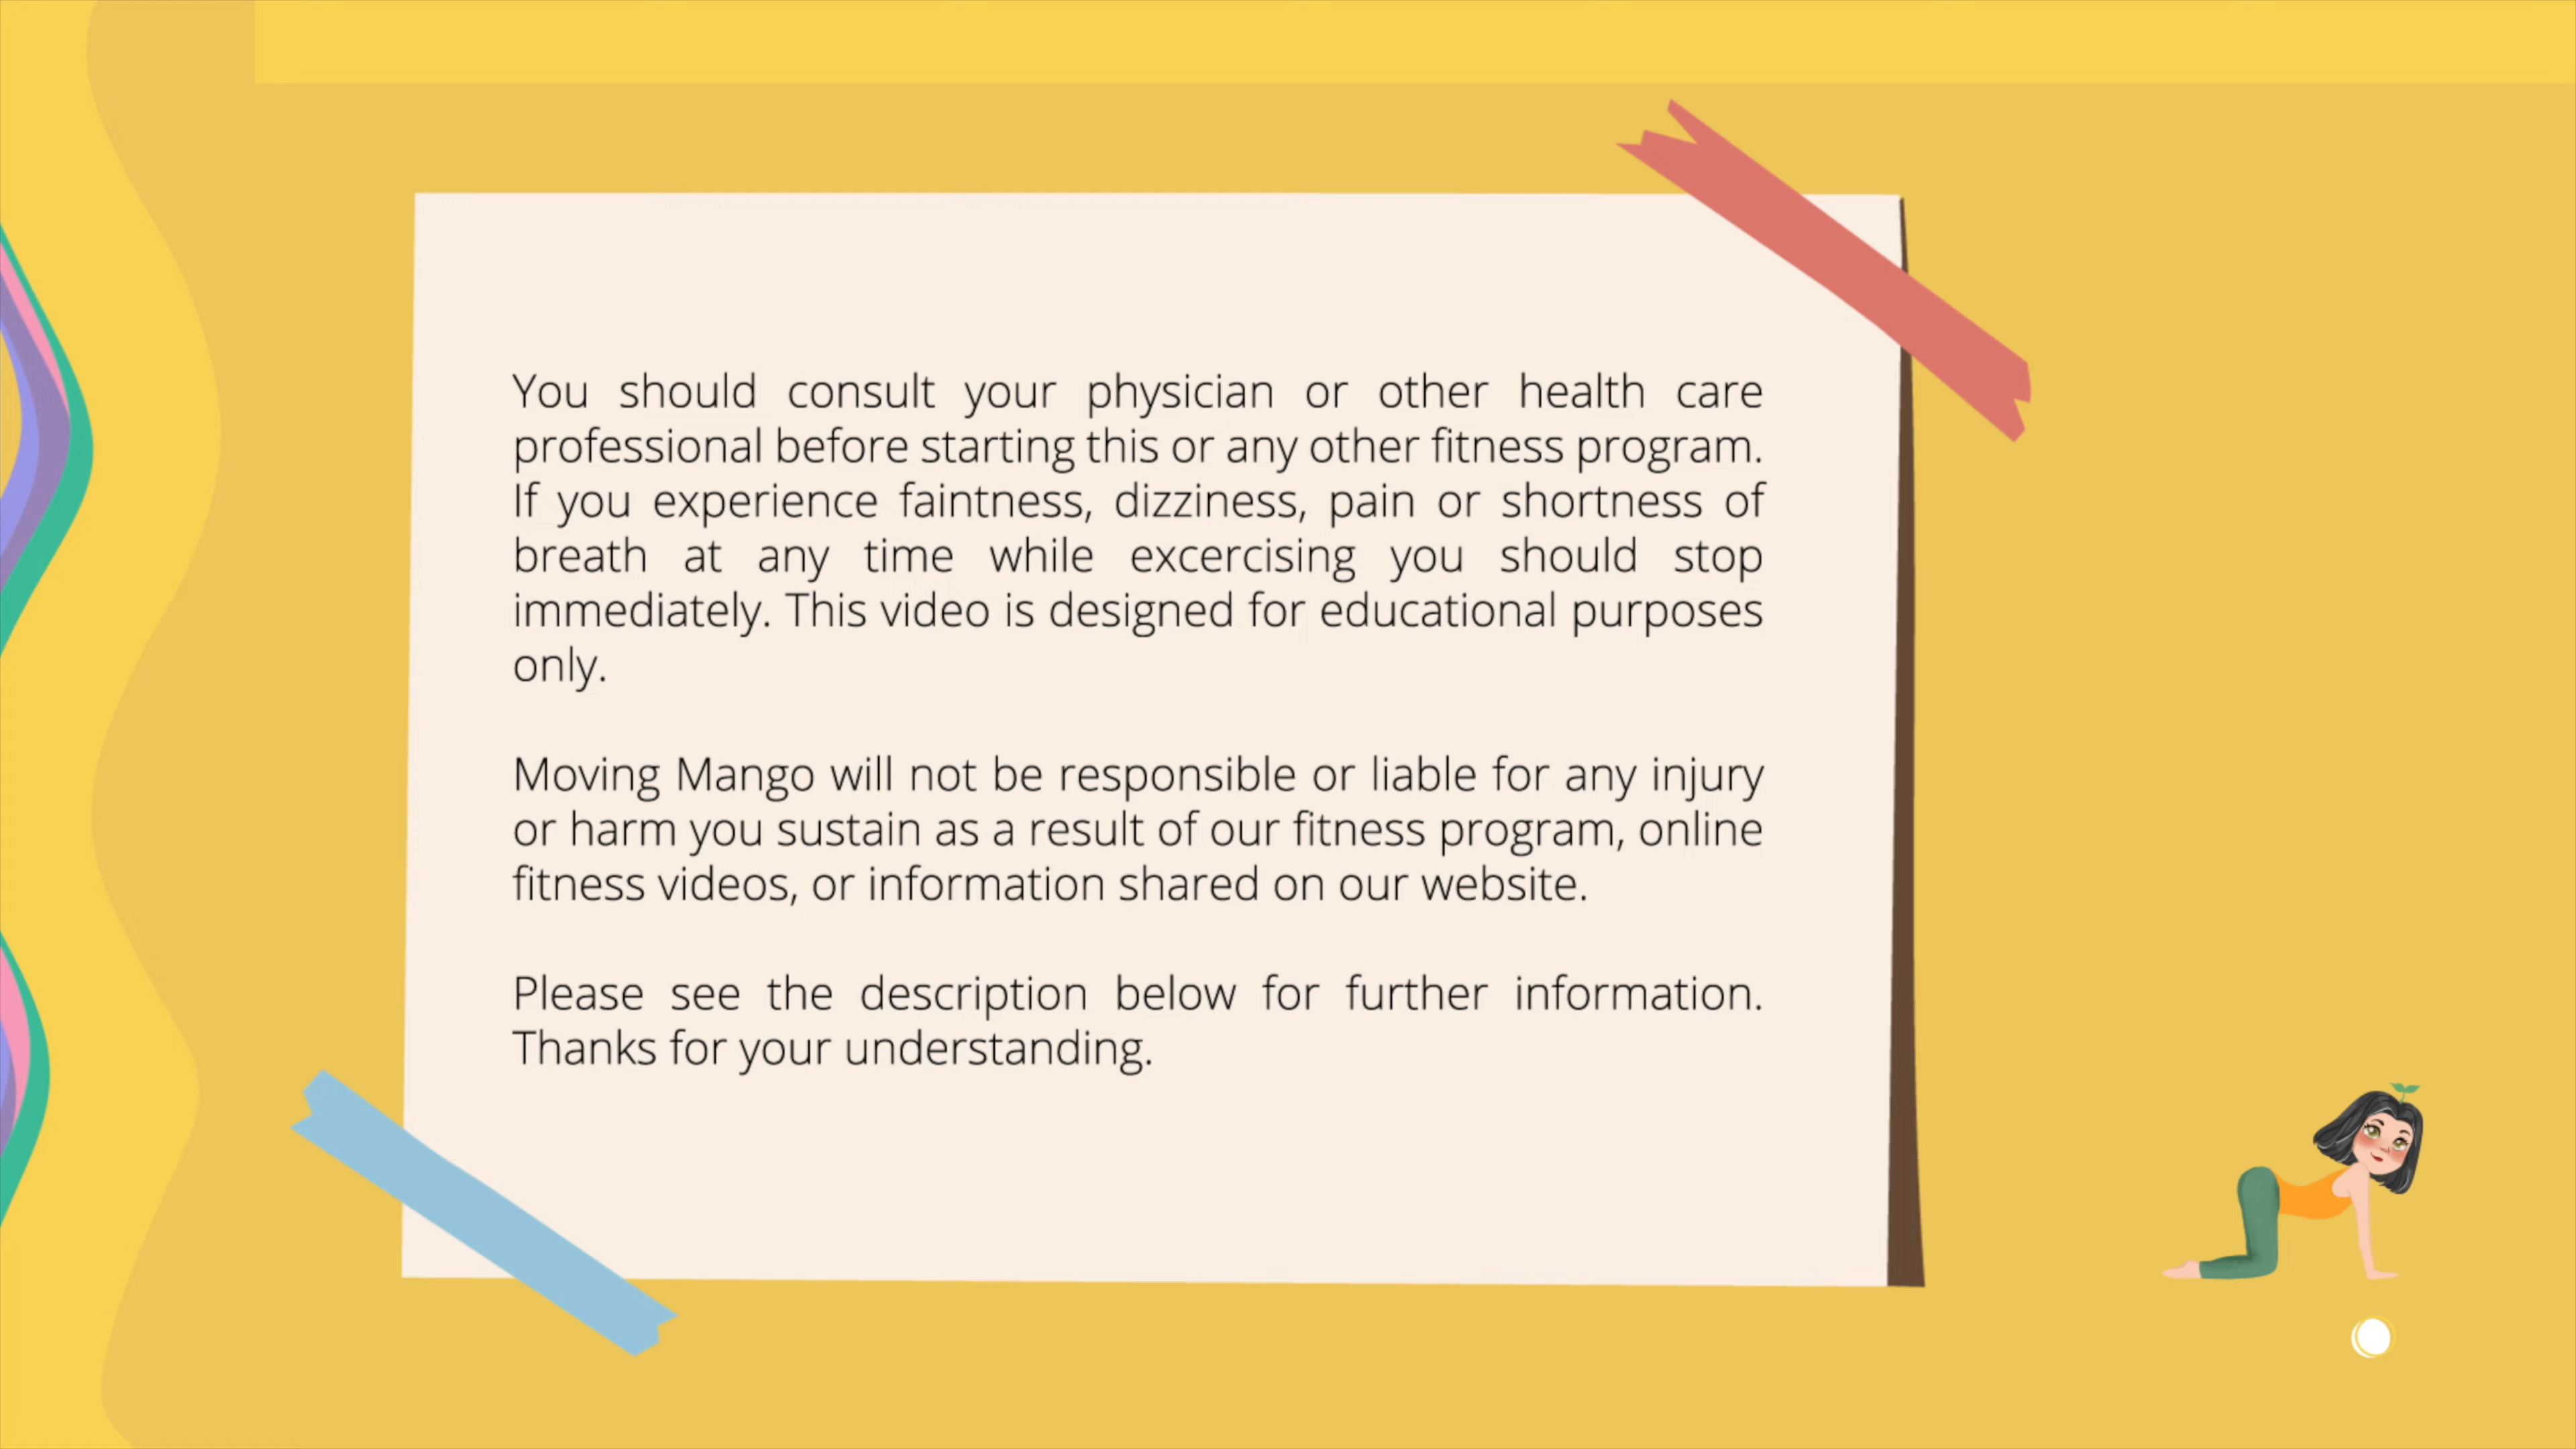 You should consult your physician or other health care
professional before starting this or any other fitness program.
If you experience faintness, dizziness, pain or shortness of
breath at any time while excercising you should stop
immediately. This video is designed for educational purposes
only.
Moving Mango will not be responsible or liable for any injury
or harm you sustain as a result of our fitness program, online
fitness videos, or information shared on our website.
Please see the description below for further information.
Thanks for your understanding.